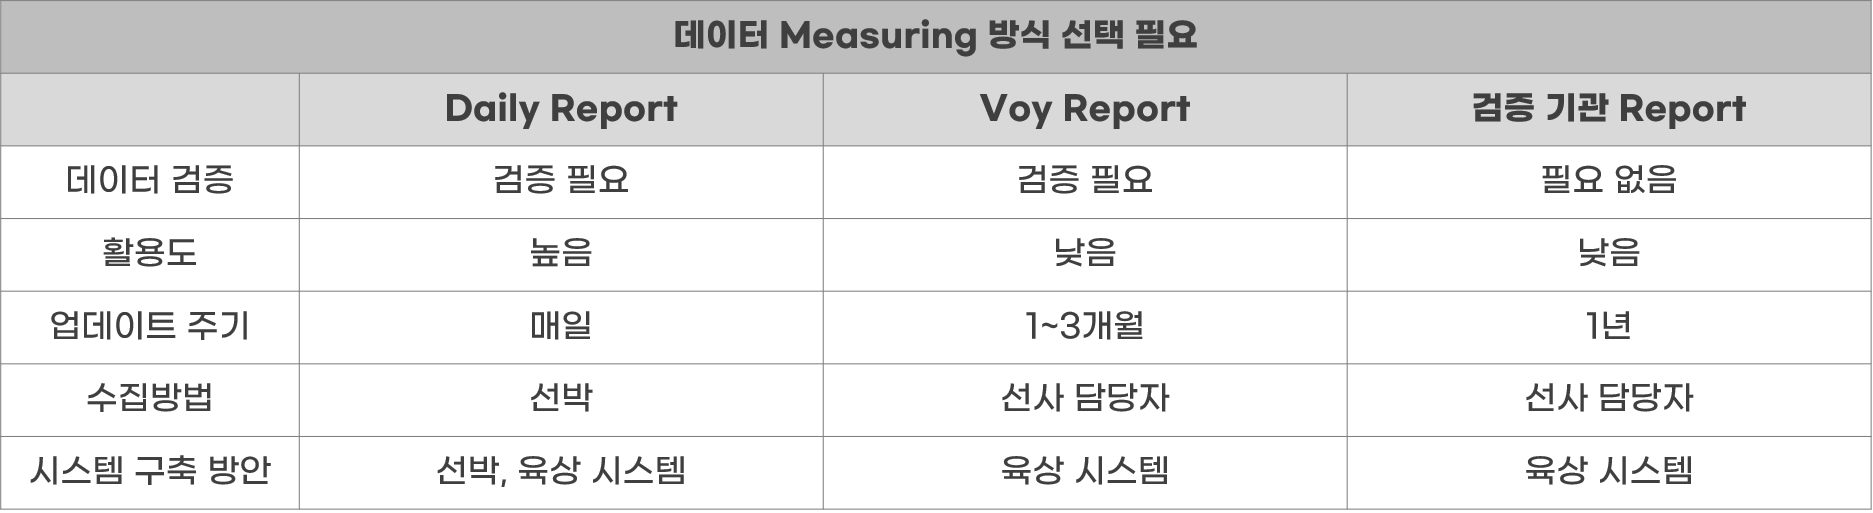 데이터 Measuring 방식 선택 필요
Daily Report Voy Report 검증 기관 Report
데이터 검증 검증 필요 검증 필요 필요 없음
활용도 높음 낮음 낮음
업데이트 주기 매일 1~3개월 1년
수집방법 선박 선사 담당자 선사 담당자
시스템 구축 방안 선박, 육상 시스템 육상 시스템 육상 시스템